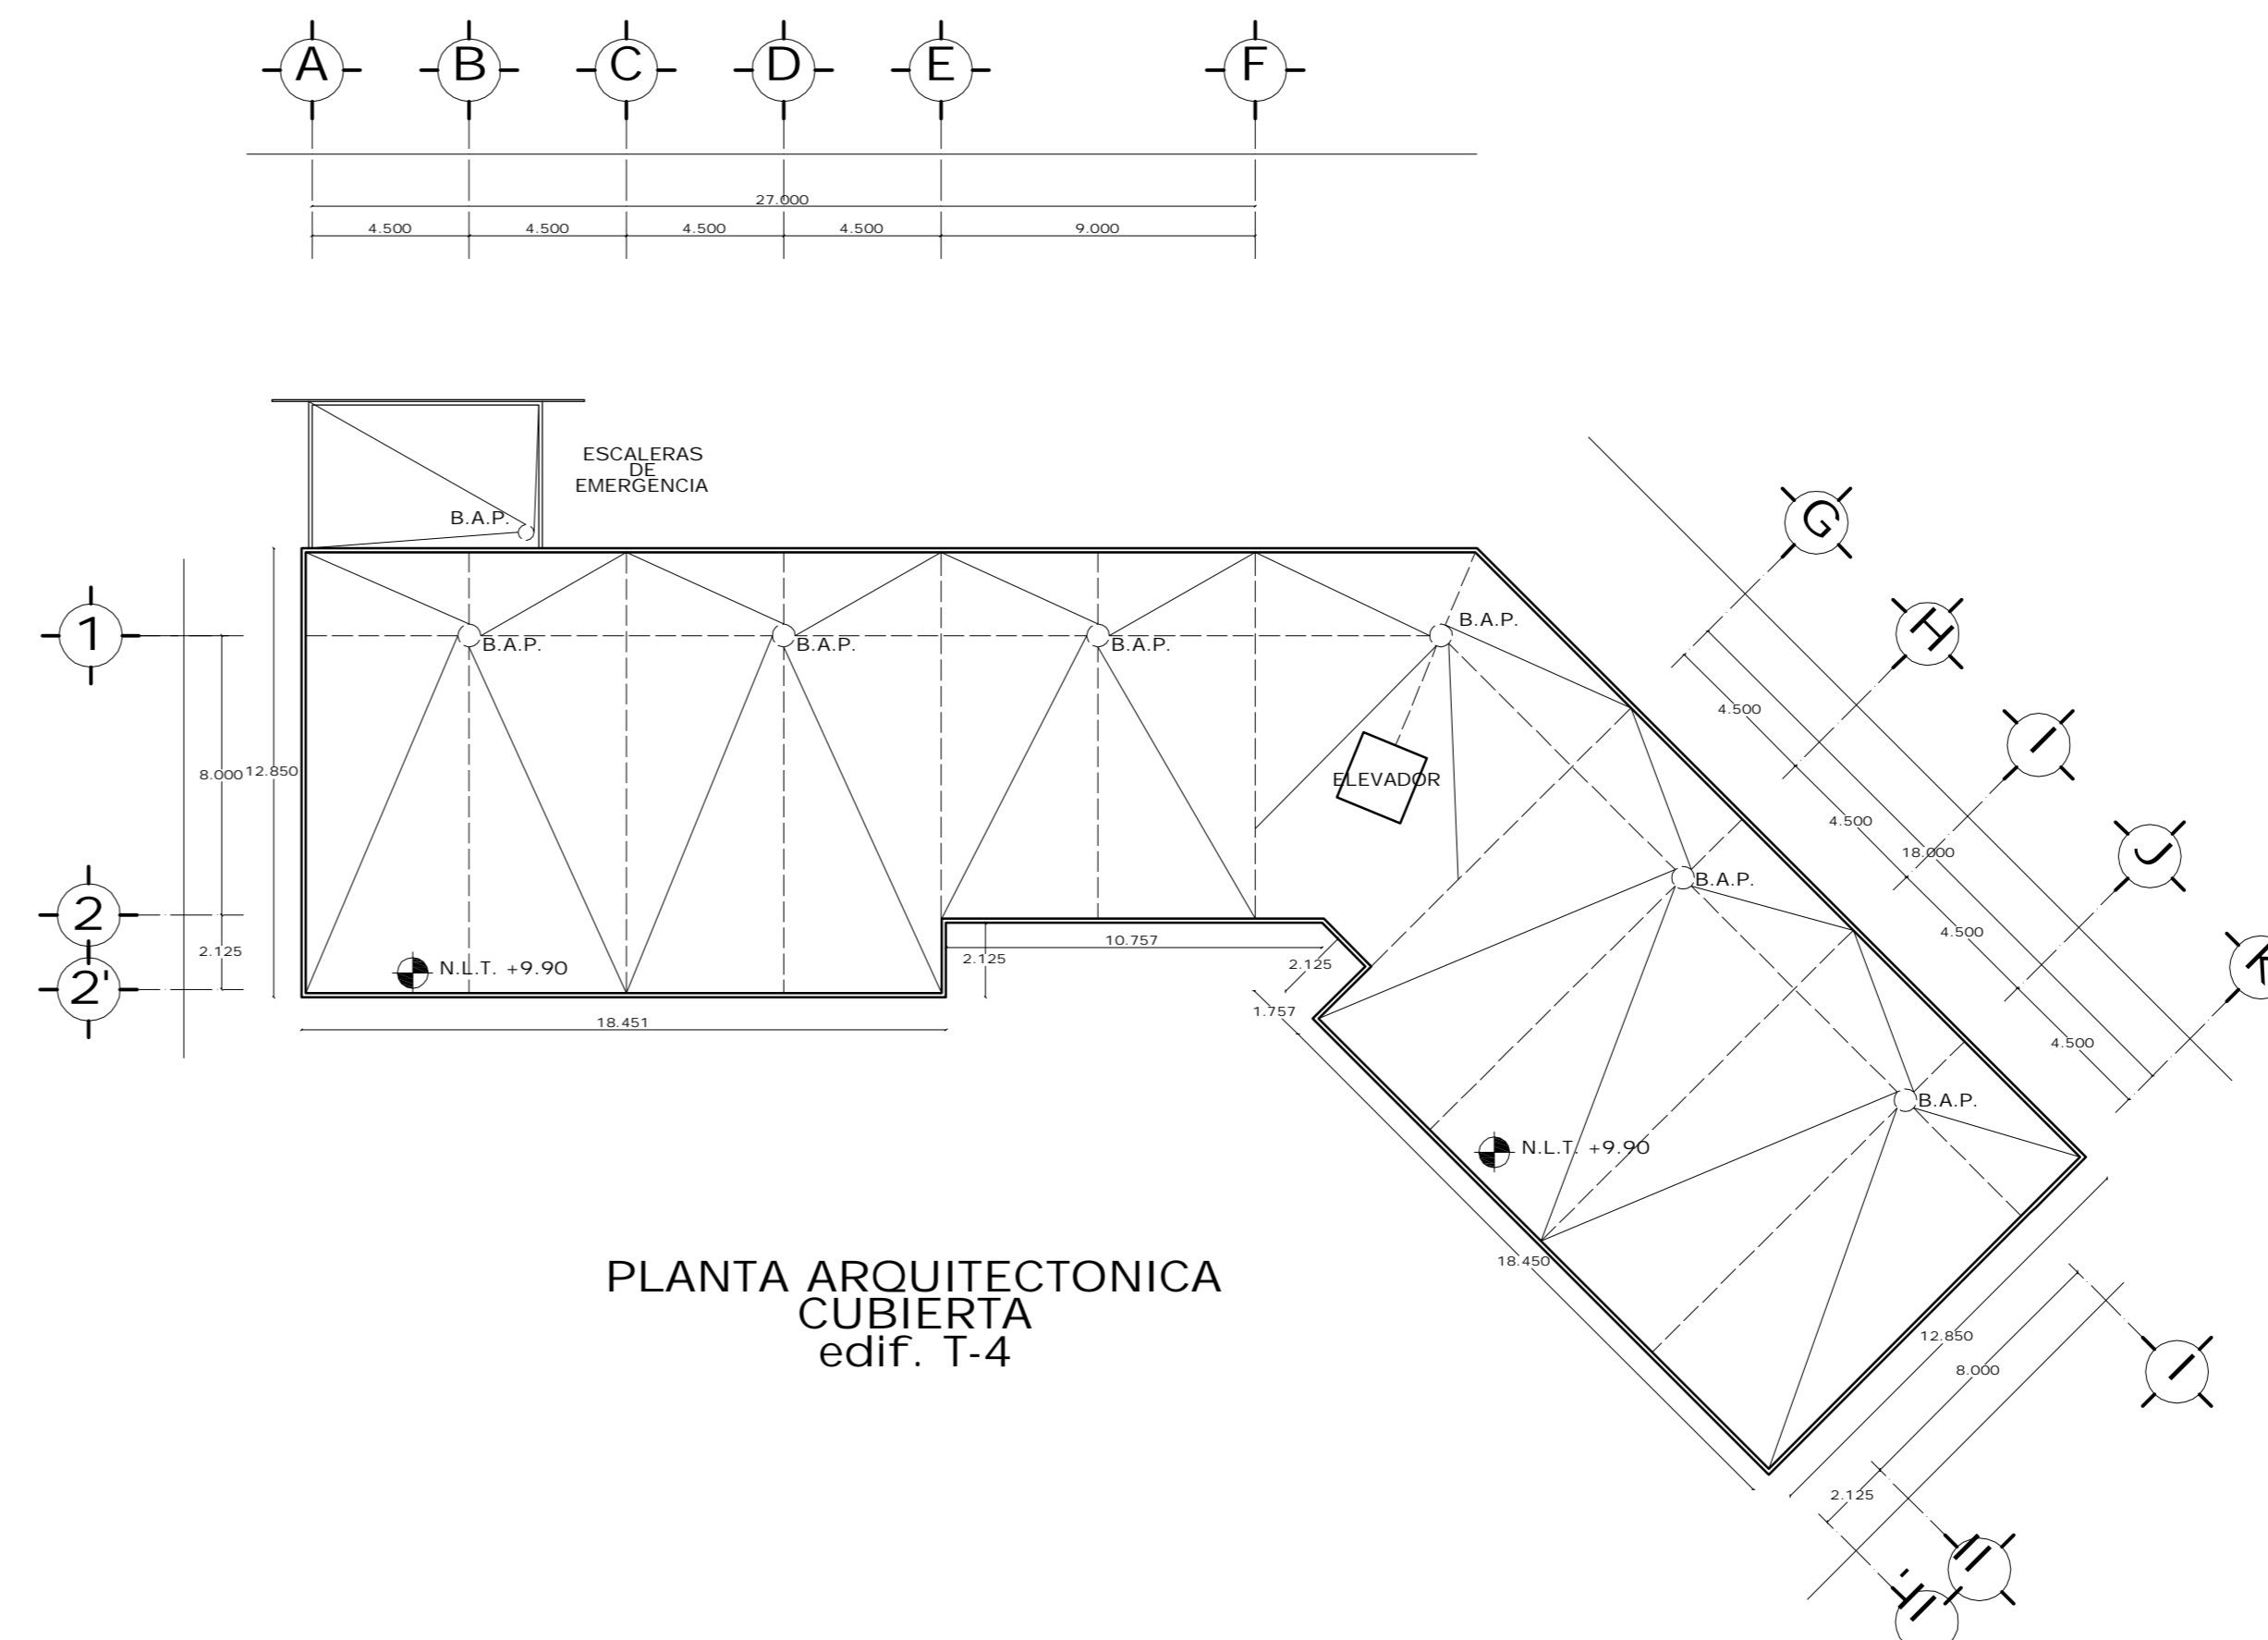 A B C D E F
27.000
4.500 4.500 4.500 4.500 9.000
ESCALERAS
DE
EMERGENCIA
B.A.P.
G
H
I
J
K
1
B.A.P. B.A.P. B.A.P. B.A.P.
4.500
4.500
18.000
4.500
4.500
8.000 12.850
ELEVADOR
B.A.P.
2
2.125
2'
N.L.T. +9.90
10.757
2.125
2.125
1.757
18.451
B.A.P.
N.L.T. +9.90
18.450
PLANTA ARQUITECTONICA
CUBIERTA
edif. T-4
12.850
8.000
2.125
I
II
II'